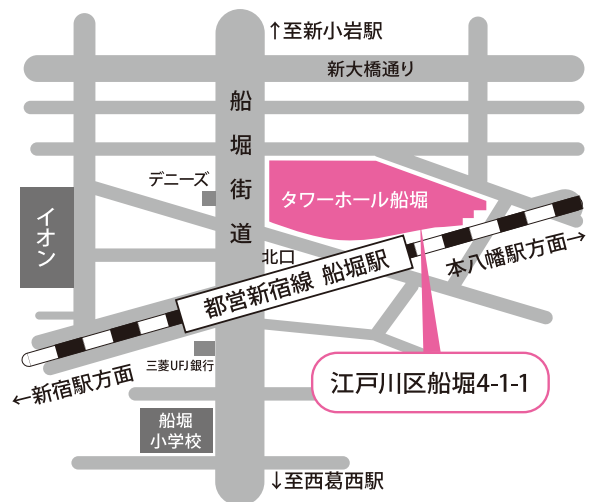 ↑至新小岩駅
新大橋通り
船堀街道
デニーズ
タワーホール船堀
イオン
北口
都営新宿線 船堀駅
本八幡駅方面→
三菱UFJ銀行
←新宿駅方面
江戸川区船堀4-1-1
船堀
小学校
↓至西葛西駅